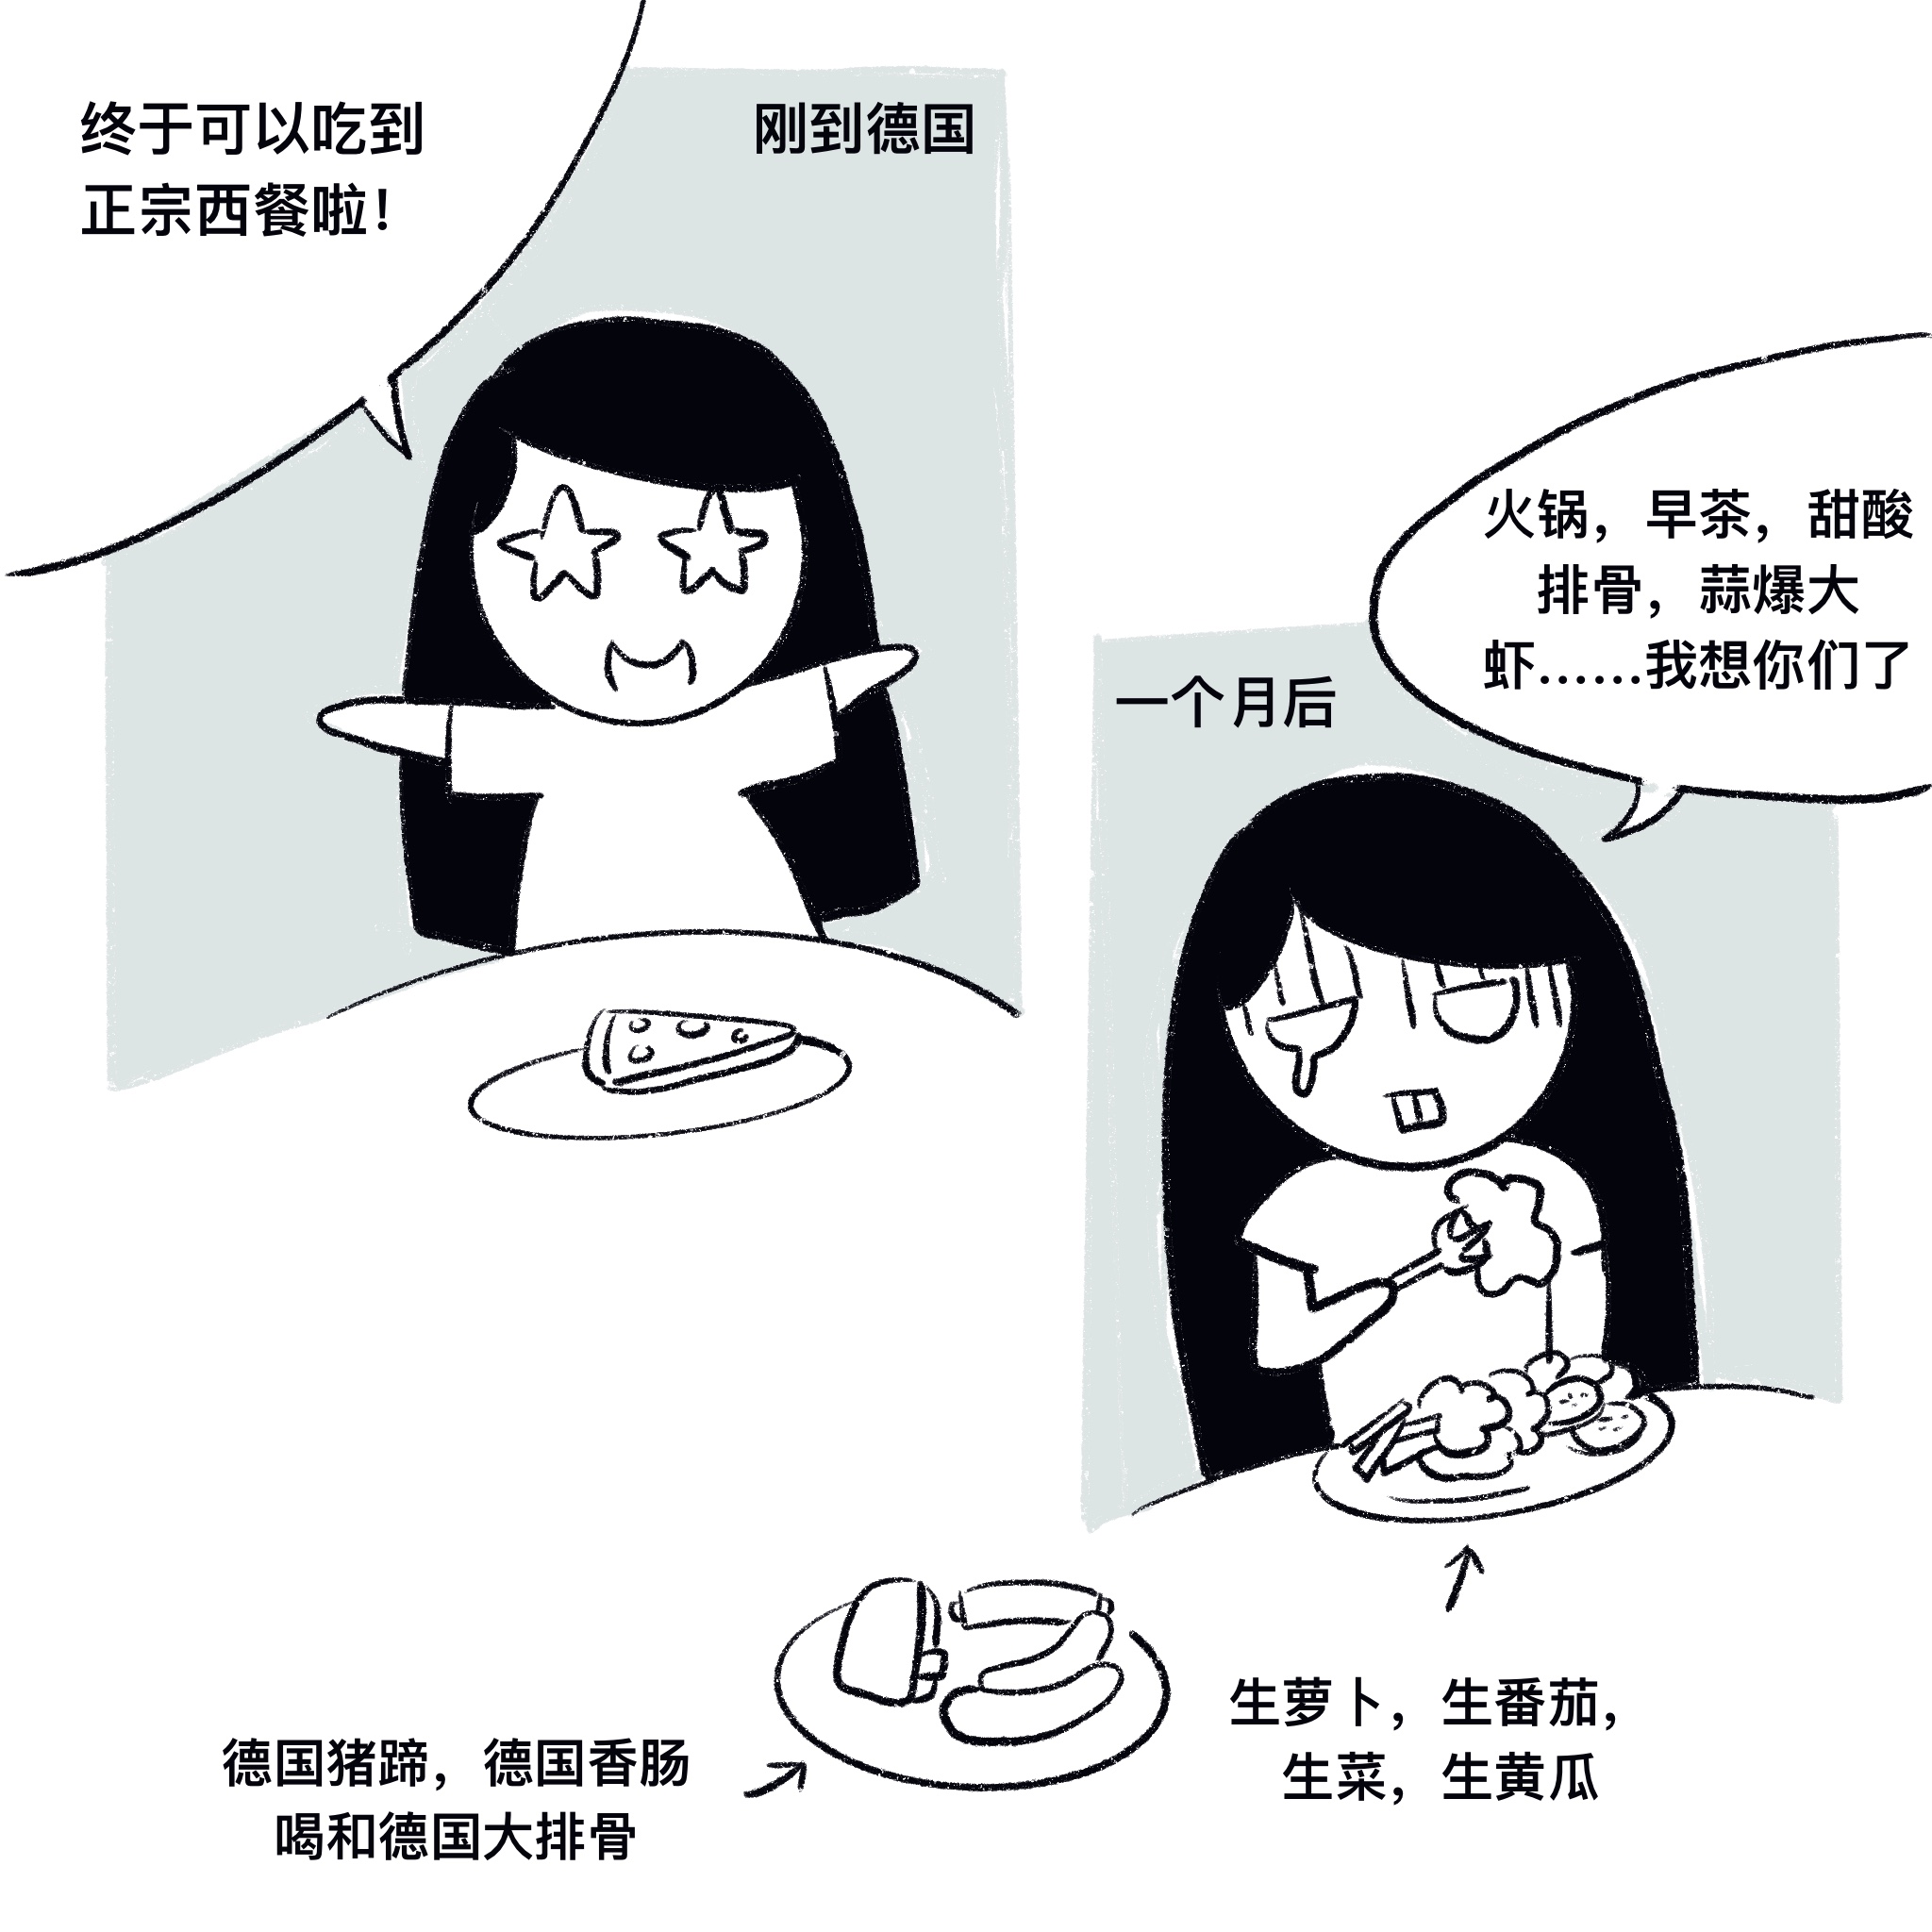 终于可以吃到
正宗西餐啦！
刚到德国
火锅，早茶，甜酸
排骨，蒜爆大
虾……我想你们了
一个月后
德国猪蹄，德国香肠
喝和德国大排骨
生萝卜，生番茄，
生菜，生黄瓜